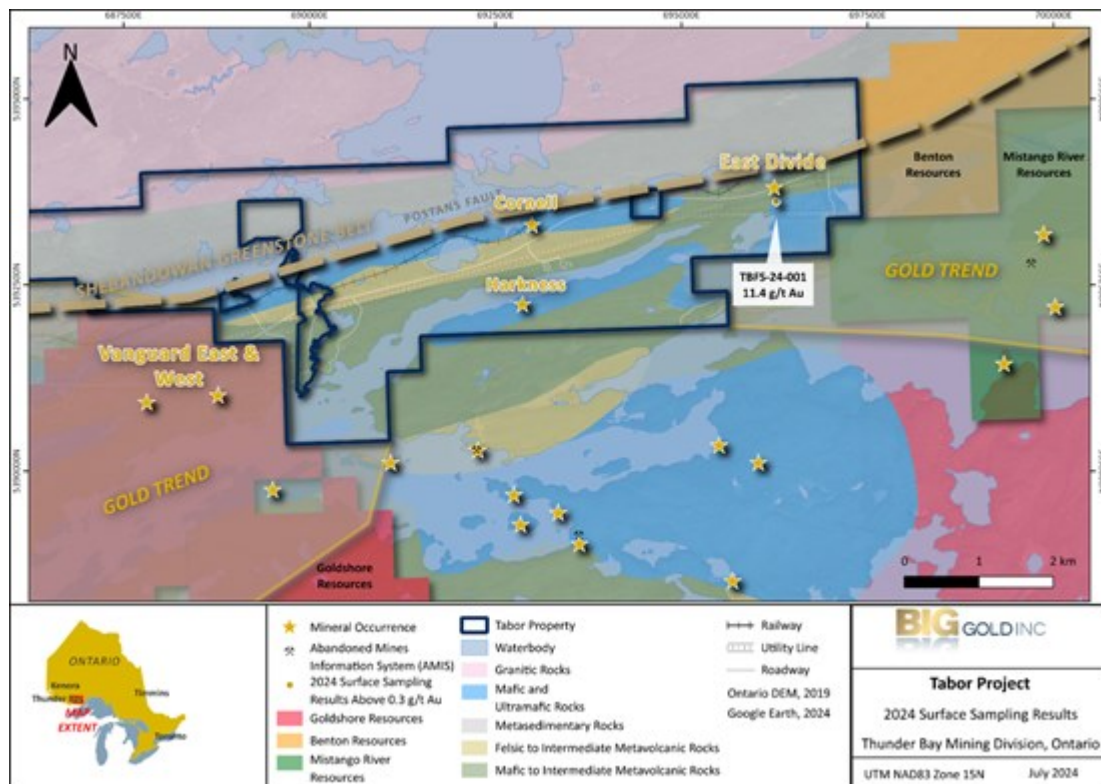 687500E 690000E 692500E 695000E 697500E 700000E
N
5395000N
5392500N
5390000N
East Divide
Benton
Resources
Mistango River
Resources
POSTANS FAULT
Cornell
SHEBANDOWAN GREENSTONE BELT
TBFS-24-001
11.4 g/t Au
GOLD TREND
Harkness
Vanguard East &
West
GOLD TREND
Goldshore
Resources
0 1 2 km
ONTARIO
Kenora
Thunder Bay
Timmins
MAP
EXTENT
Toronto
Mineral Occurrence
Abandoned Mines
Information System (AMIS)
2024 Surface Sampling
Results Above 0.3 g/t Au
Goldshore Resources
Benton Resources
Mistango River
Resources
Tabor Property
Waterbody
Granitic Rocks
Mafic and
Ultramafic Rocks
Metasedimentary Rocks
Felsic to Intermediate Metavolcanic Rocks
Mafic to Intermediate Metavolcanic Rocks
Railway
Utility Line
Roadway
Ontario DEM, 2019
Google Earth, 2024
BIG GOLD INC
Tabor Project
2024 Surface Sampling Results
Thunder Bay Mining Division, Ontario
UTM NAD83 Zone 15N July 2024